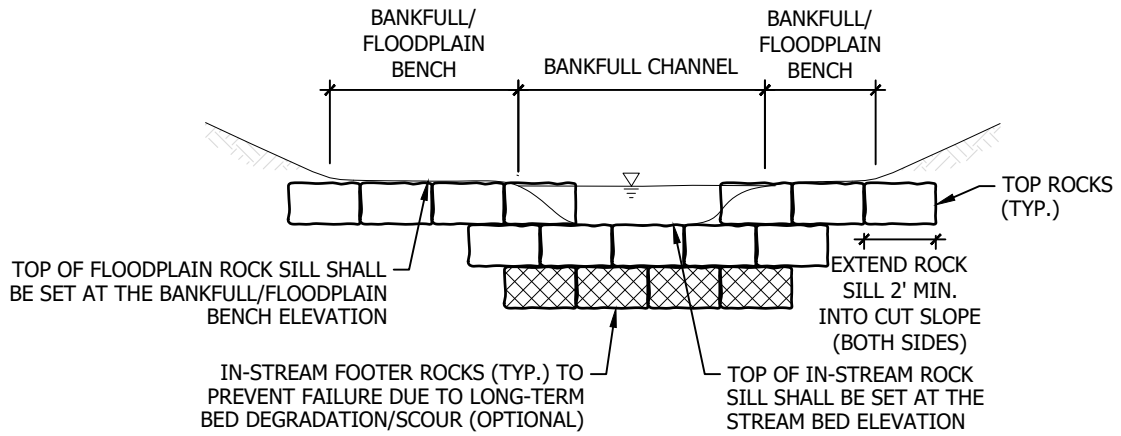 BANKFULL/
FLOODPLAIN
BENCH
BANKFULL CHANNEL
BANKFULL/
FLOODPLAIN
BENCH
TOP ROCKS
(TYP.)
TOP OF FLOODPLAIN ROCK SILL SHALL
BE SET AT THE BANKFULL/FLOODPLAIN
BENCH ELEVATION
EXTEND ROCK
SILL 2' MIN.
INTO CUT SLOPE
(BOTH SIDES)
IN-STREAM FOOTER ROCKS (TYP.) TO
PREVENT FAILURE DUE TO LONG-TERM
BED DEGRADATION/SCOUR (OPTIONAL)
TOP OF IN-STREAM ROCK
SILL SHALL BE SET AT THE
STREAM BED ELEVATION